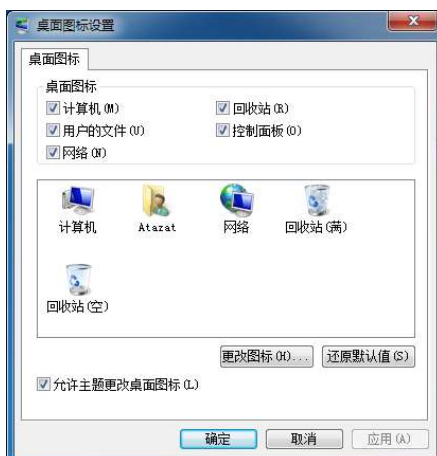 桌面图标设置
桌面图标
桌面图标
计算机(M) 回收站(R)
用户的文件(U) 控制面板(O)
网络(N)
计算机 Atazat 网络 回收站(满)
回收站(空)
更改图标(H)... 还原默认值(S)
允许主题更改桌面图标(L)
确定 取消 应用(A)